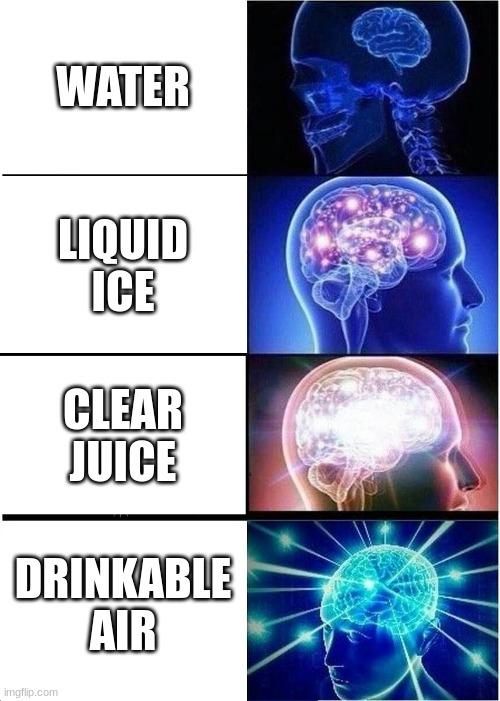 WATER
LIQUID
ICE
CLEAR
JUICE
DRINKABLE
AIR
imgflip.com